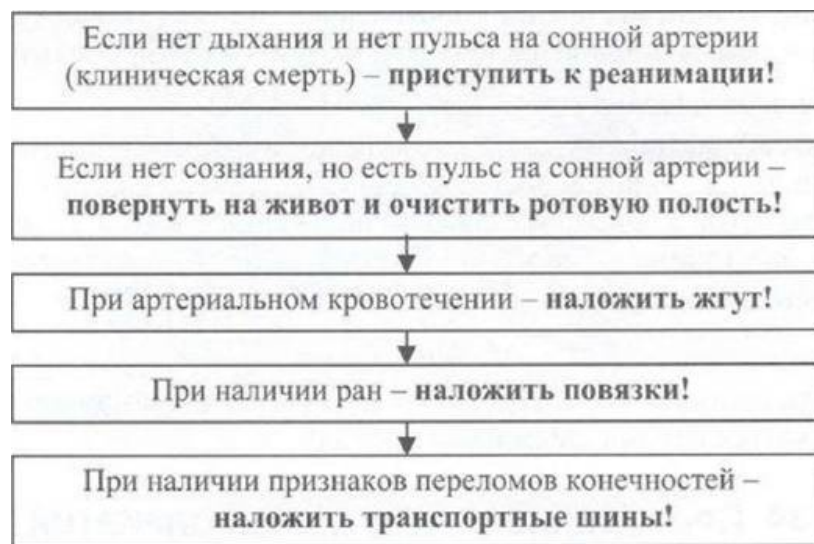 Если нет дыхания и нет пульса на сонной артерии
(клиническая смерть) – приступить к реанимации!
Если нет сознания, но есть пульс на сонной артерии –
повернуть на живот и очистить ротовую полость!
При артериальном кровотечении – наложить жгут!
При наличии ран – наложить повязки!
При наличии признаков переломов конечностей –
наложить транспортные шины!